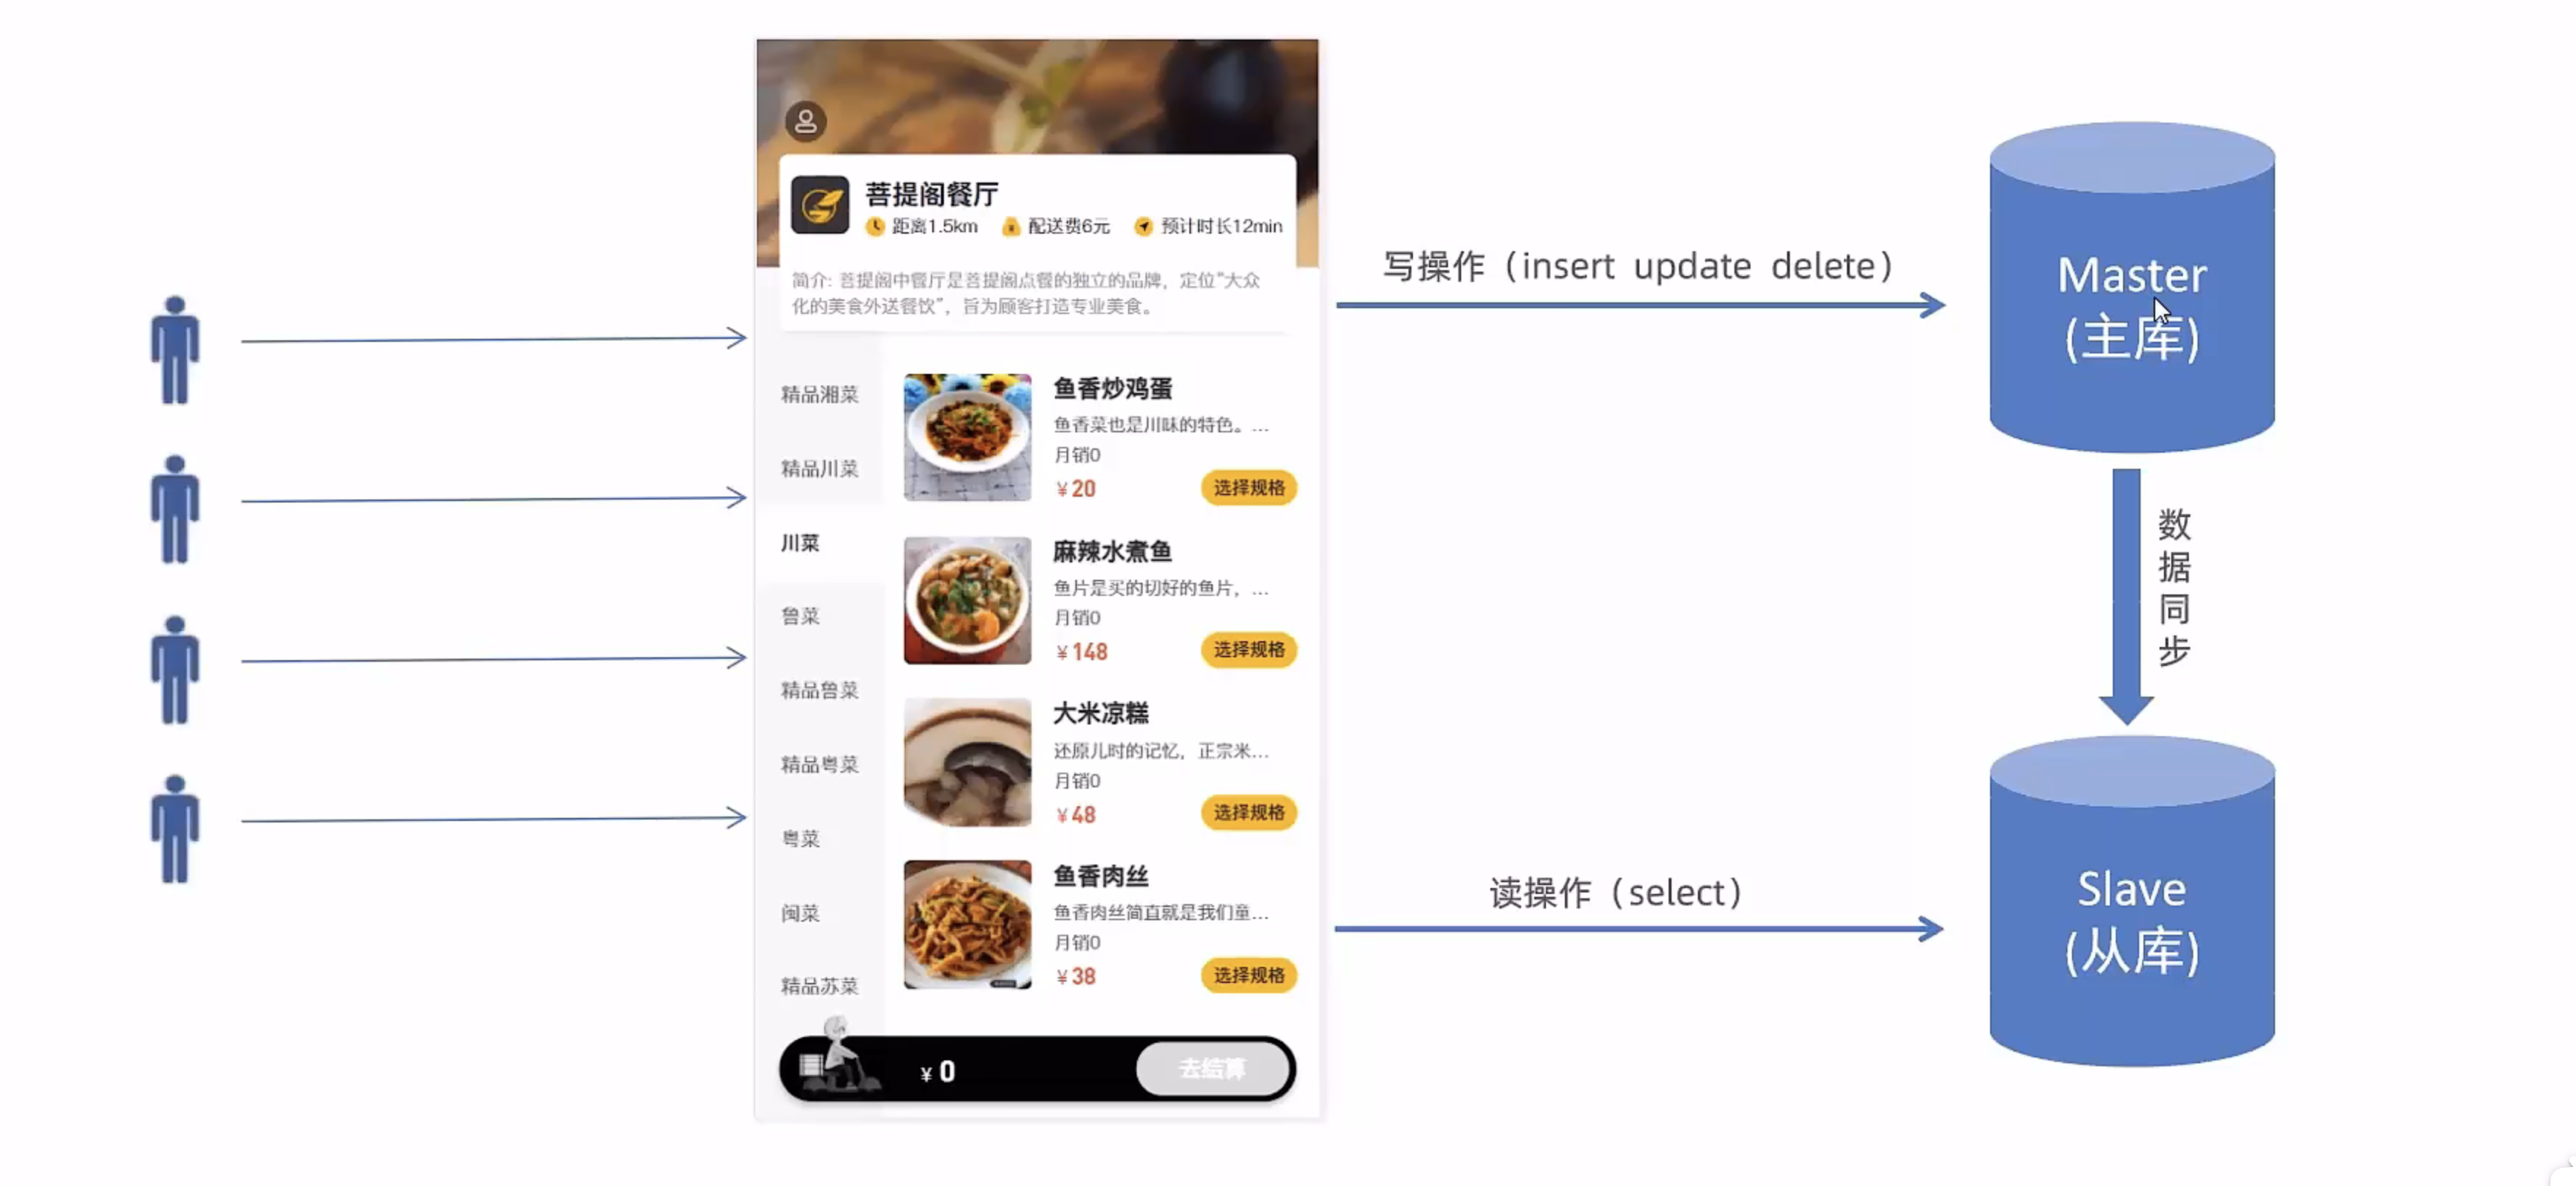 菩提阁餐厅
距离1.5km 配送费6元 预计时长12min
简介: 菩提阁中餐厅是菩提阁点餐的独立的品牌，定位“大众
化的美食外送餐饮”，旨为顾客打造专业美食。
精品湘菜
精品川菜
川菜
鲁菜
精品鲁菜
精品粤菜
粤菜
闽菜
精品苏菜
鱼香炒鸡蛋
鱼香菜也是川味的特色。...
月销0
¥20 选择规格
麻辣水煮鱼
鱼片是买的切好的鱼片，...
月销0
¥148 选择规格
大米凉糕
还原儿时的记忆，正宗米...
月销0
¥48 选择规格
鱼香肉丝
鱼香肉丝简直就是我们童...
月销0
¥38 选择规格
¥0 去结算
写操作（insert update delete）
读操作（select）
Master
(主库)
数
据
同
步
Slave
(从库)